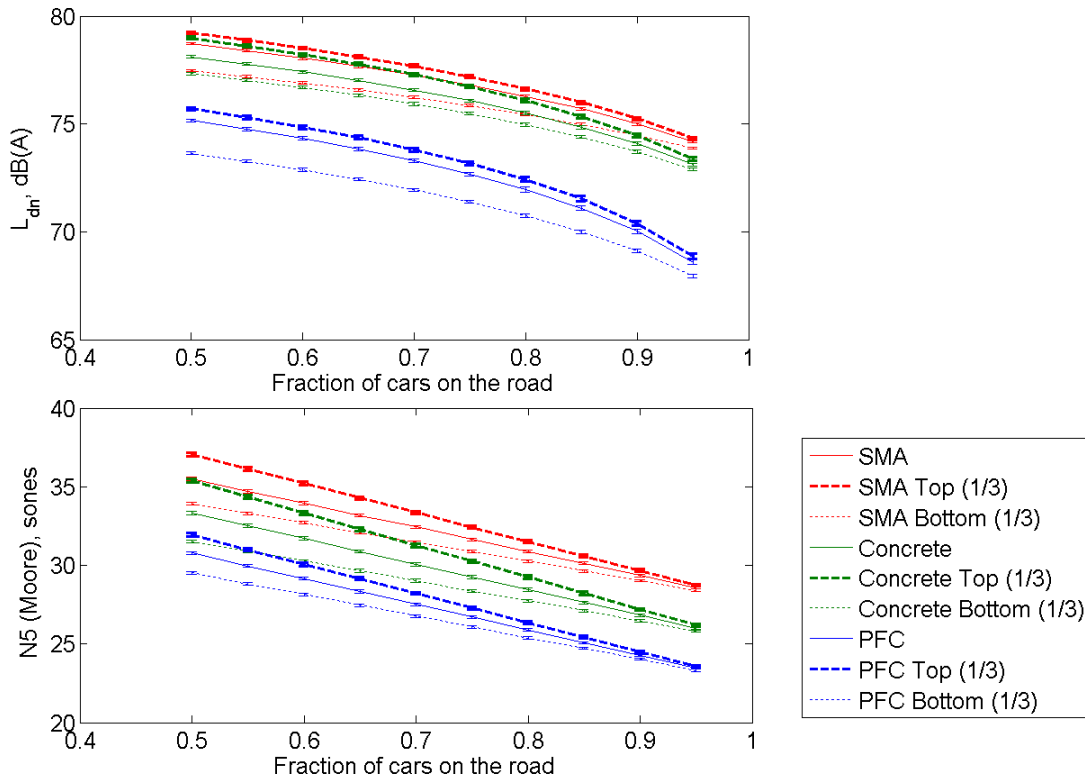 80
75
70
65
L_dn, dB(A)
0.4 0.5 0.6 0.7 0.8 0.9 1
Fraction of cars on the road
40
35
30
25
20
N5 (Moore), sones
0.4 0.5 0.6 0.7 0.8 0.9 1
Fraction of cars on the road
SMA
SMA Top (1/3)
SMA Bottom (1/3)
Concrete
Concrete Top (1/3)
Concrete Bottom (1/3)
PFC
PFC Top (1/3)
PFC Bottom (1/3)